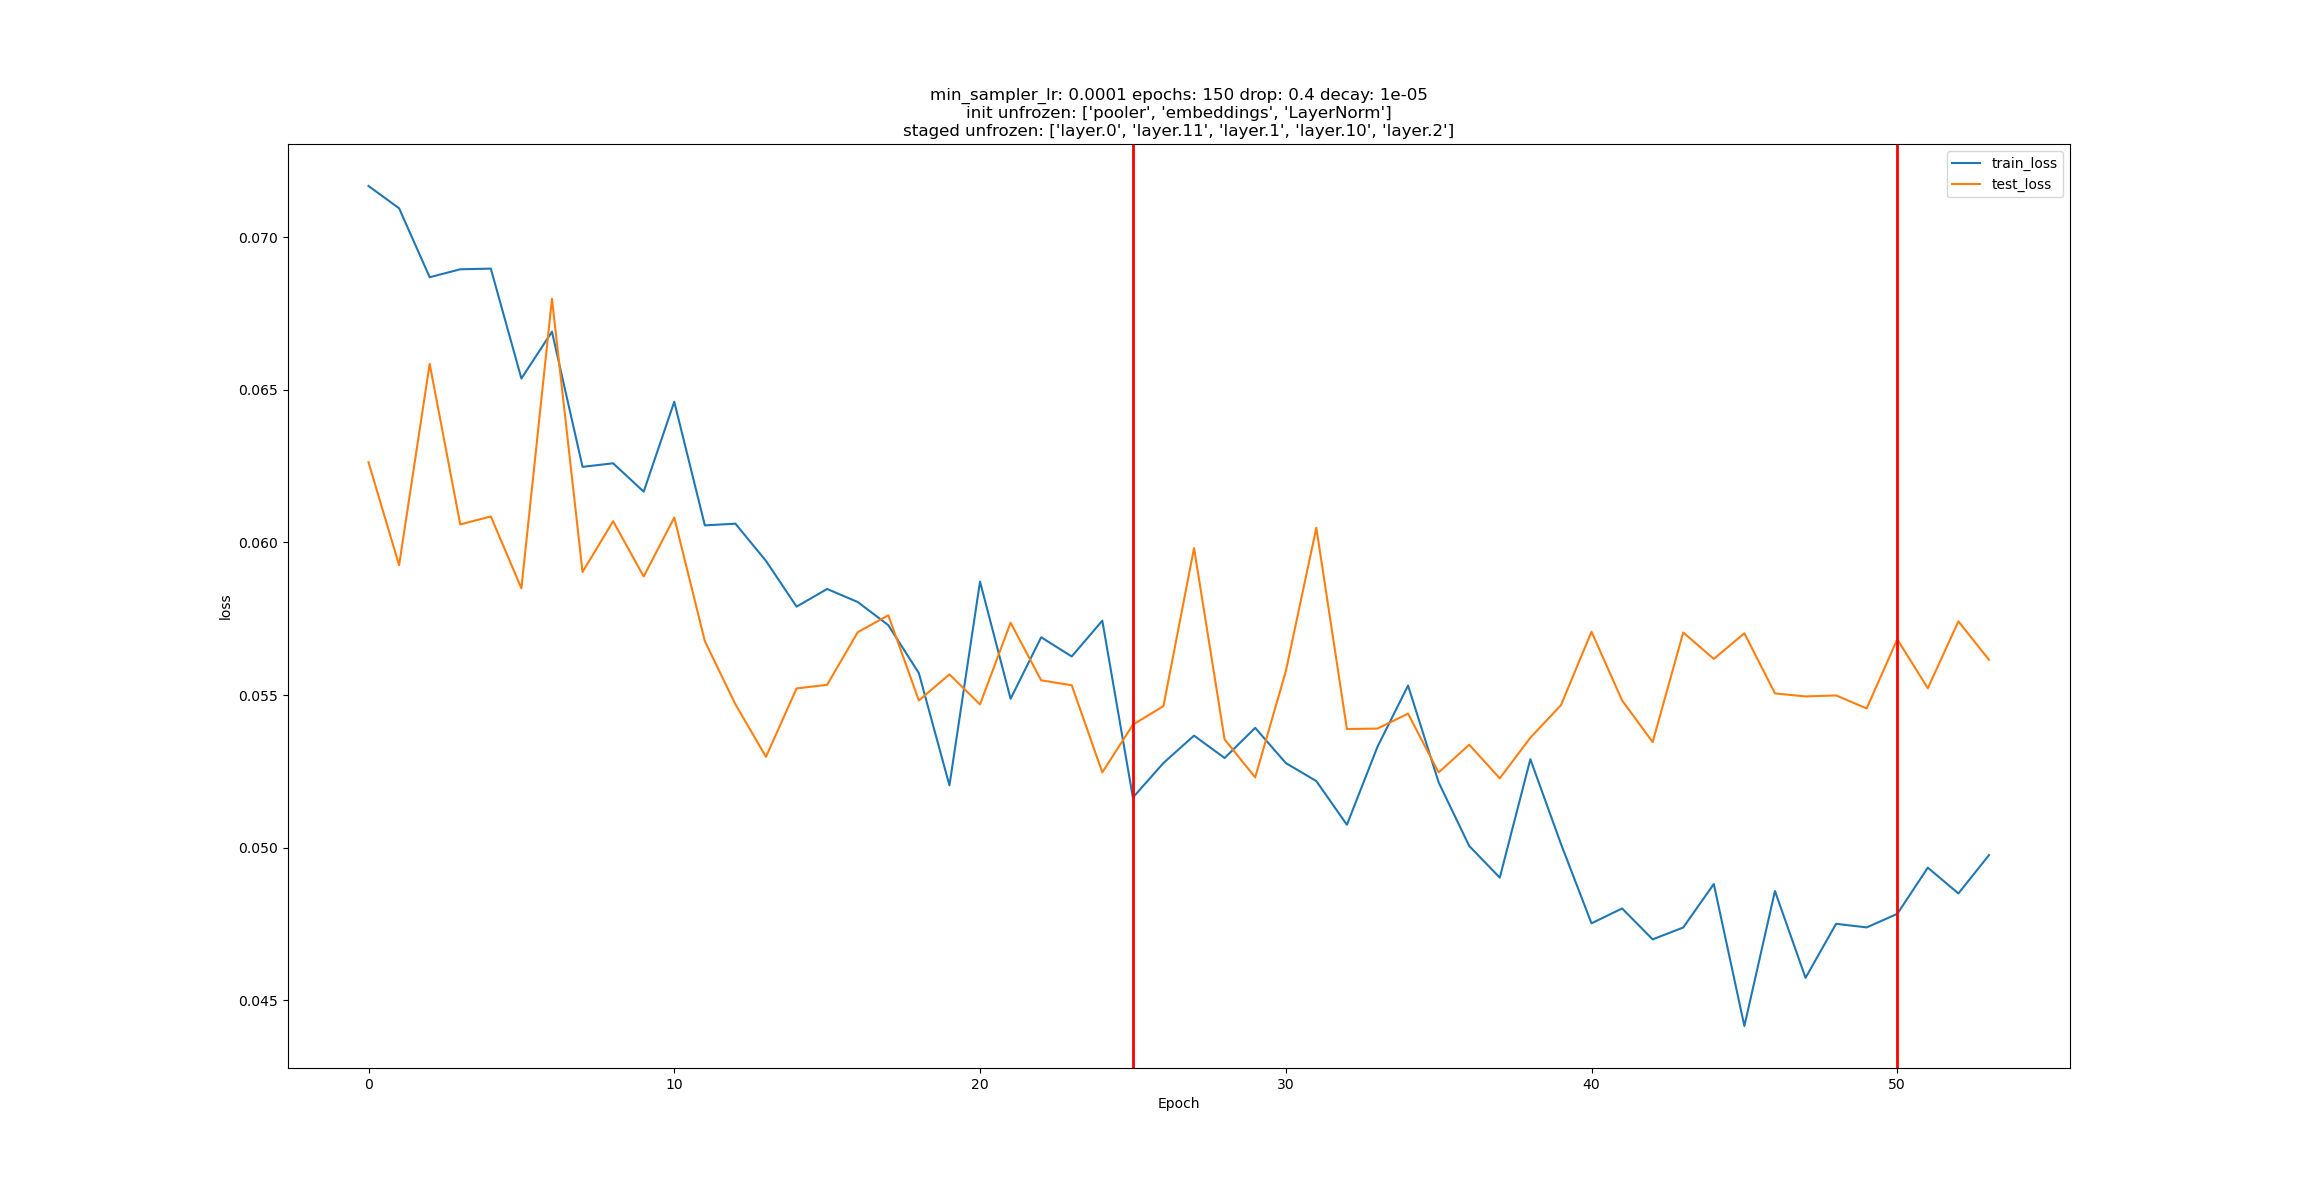 min_sampler_lr: 0.0001 epochs: 150 drop: 0.4 decay: 1e-05
init unfrozen: ['pooler', 'embeddings', 'LayerNorm']
staged unfrozen: ['layer.0', 'layer.11', 'layer.1', 'layer.10', 'layer.2']
train_loss
test_loss
0.070
0.065
0.060
0.055
0.050
0.045
loss
0 10 20 30 40 50
Epoch